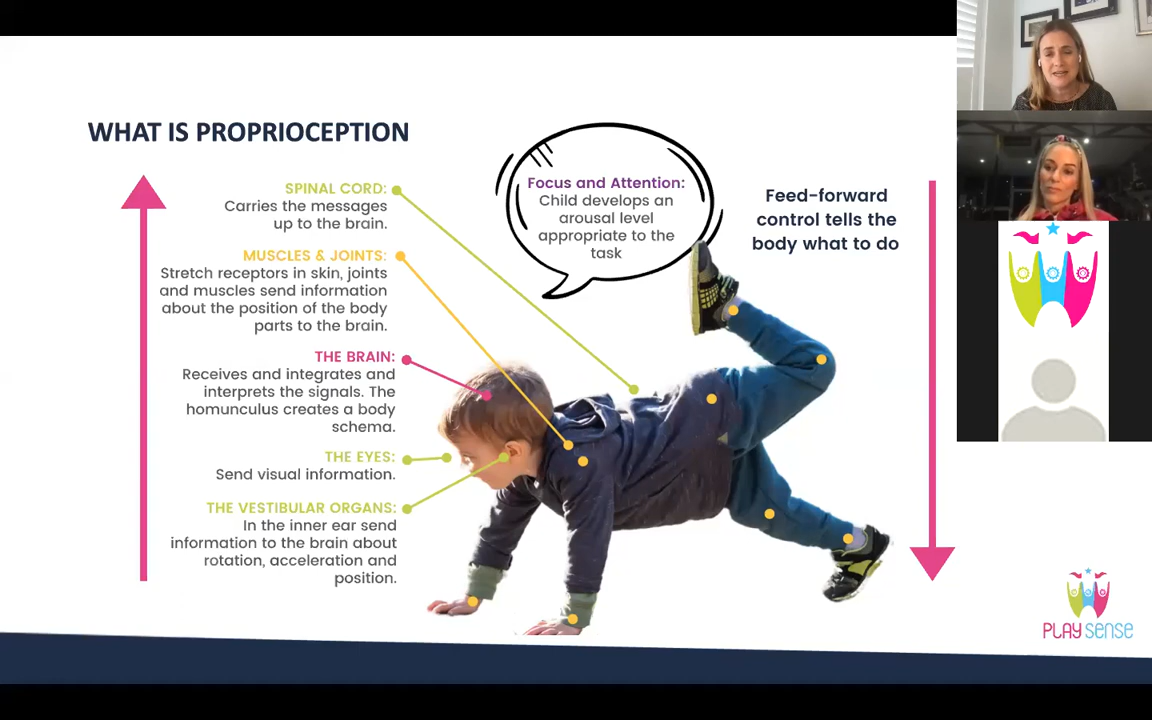 WHAT IS PROPRIOCEPTION
SPINAL CORD:
Carries the messages
up to the brain.
MUSCLES & JOINTS:
Stretch receptors in skin, joints
and muscles send information
about the position of the body
parts to the brain.
THE BRAIN:
Receives and integrates and
interprets the signals. The
homunculus creates a body
schema.
THE EYES:
Send visual information.
THE VESTIBULAR ORGANS:
In the inner ear send
information to the brain about
rotation, acceleration and
position.
Focus and Attention:
Child develops an
arousal level
appropriate to the
task
Feed-forward
control tells the
body what to do
PLAY SENSE